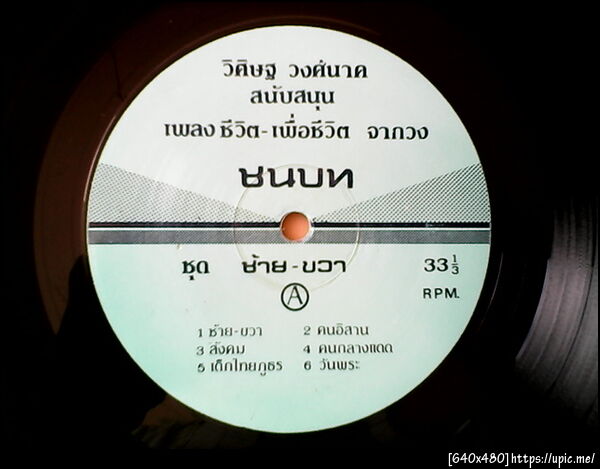 วิศิษฐ วงศ์นาค
สนับสนุน
เพลงชีวิต-เพื่อชีวิต จากวง
ชนบท
ชุด ซ้าย-ขวา 33 1/3
A RPM.
1 ซ้าย-ขวา 2 คนอิสาน
3 สังคม 4 คนกลางแดด
5 เด็กไทยภูธร 6 วันพระ
[640x480]https://upic.me/